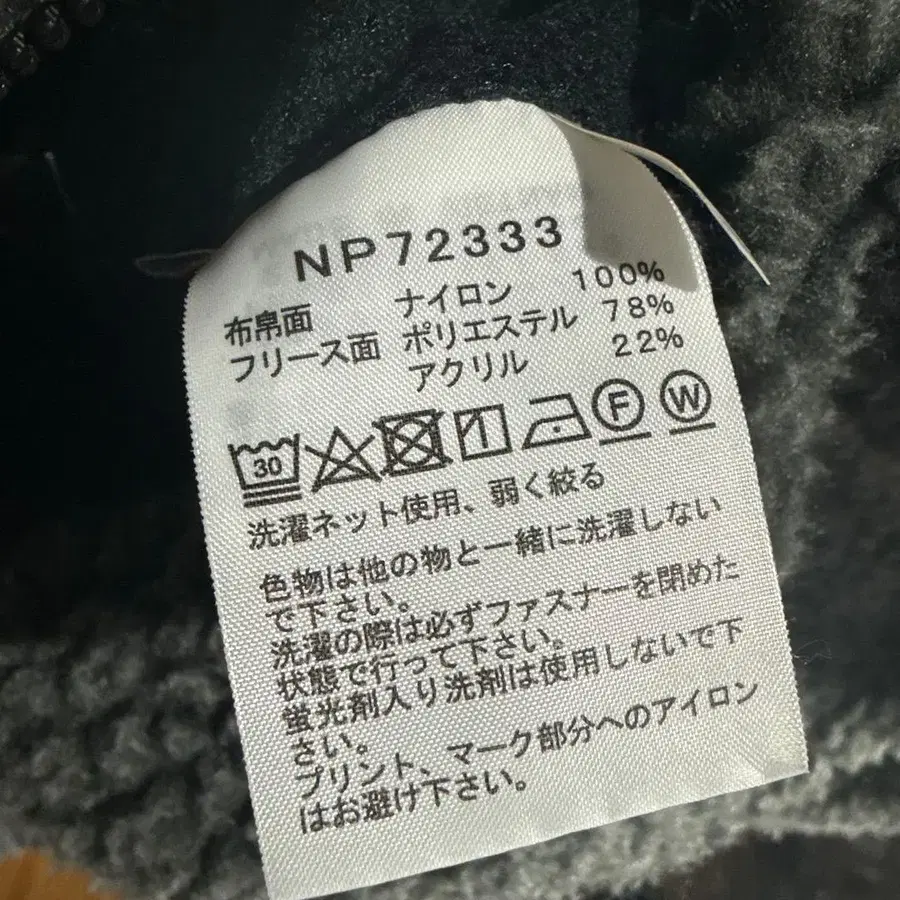 NP72333
布帛面 ナイロン 100%
フリース面 ポリエステル 78%
アクリル 22%
30 F W
洗濯ネット使用、弱く絞る
色物は他の物と一緒に洗濯しない
で下さい。
洗濯の際は必ずファスナーを閉めた
状態で行って下さい。
蛍光剤入り洗剤は使用しないで下
さい。
プリント、マーク部分へのアイロン
はお避け下さい。